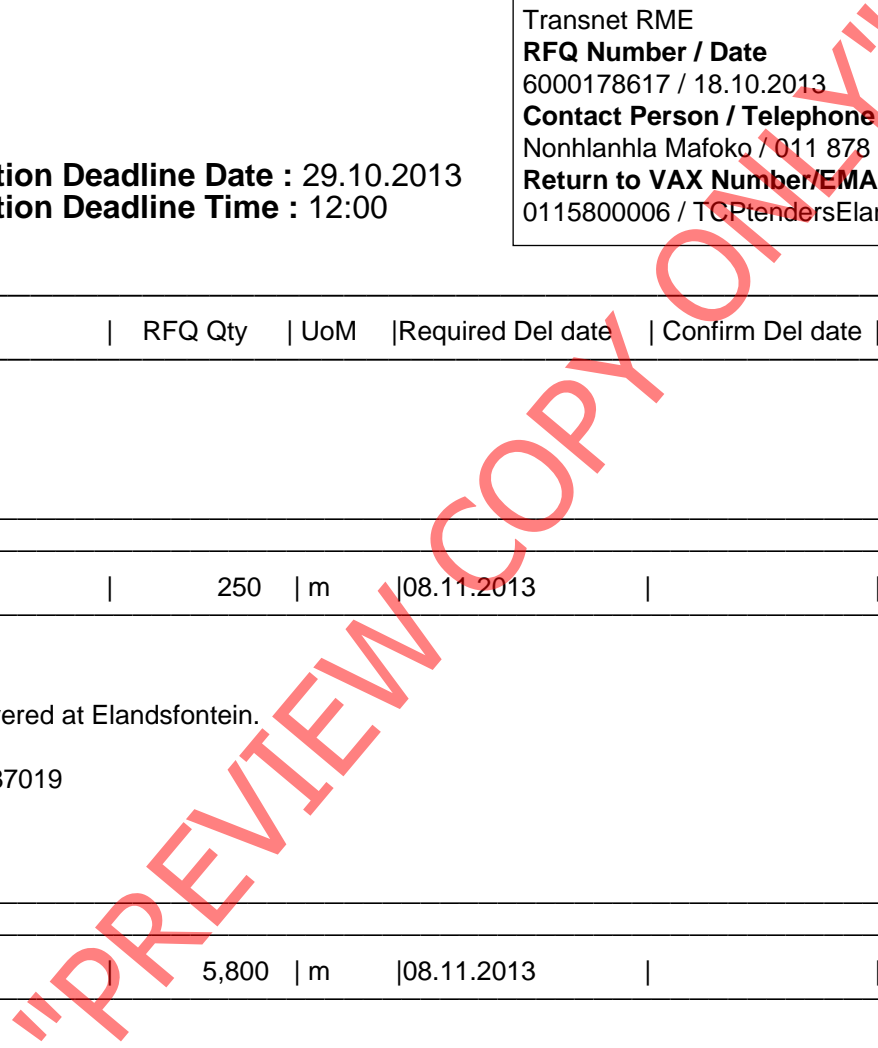 Transnet RME
RFQ Number / Date
6000178617 / 18.10.2013
Contact Person / Telephone
Nonhlanhla Mafoko / 011 878
Return to VAX Number/EMA
0115800006 / TCPtendersElan
tion Deadline Date : 29.10.2013
tion Deadline Time : 12:00
| RFQ Qty | UoM |Required Del date | Confirm Del date |
| 250 | m |08.11.2013 | |
vered at Elandsfontein.
37019
| 5,800 | m |08.11.2013 | |
"PREVIEW COPY ONLY"